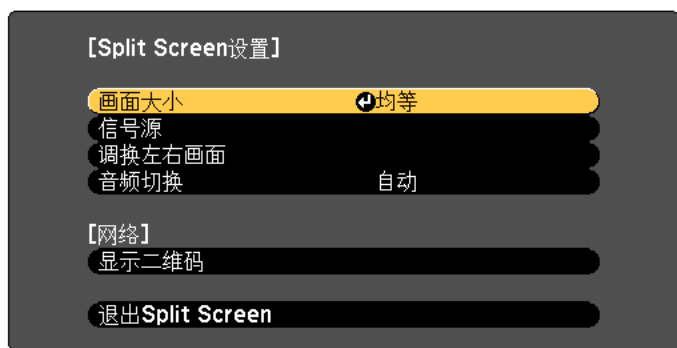 [Split Screen设置]
画面大小 均等
信号源
调换左右画面
音频切换 自动
[网络]
显示二维码
退出Split Screen